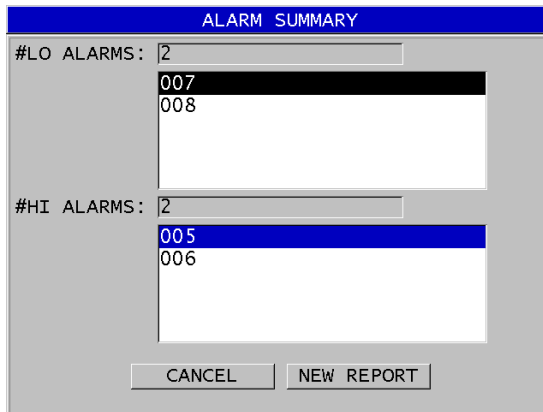 ALARM SUMMARY
#LO ALARMS: 2
007
008
#HI ALARMS: 2
005
006
CANCEL NEW REPORT